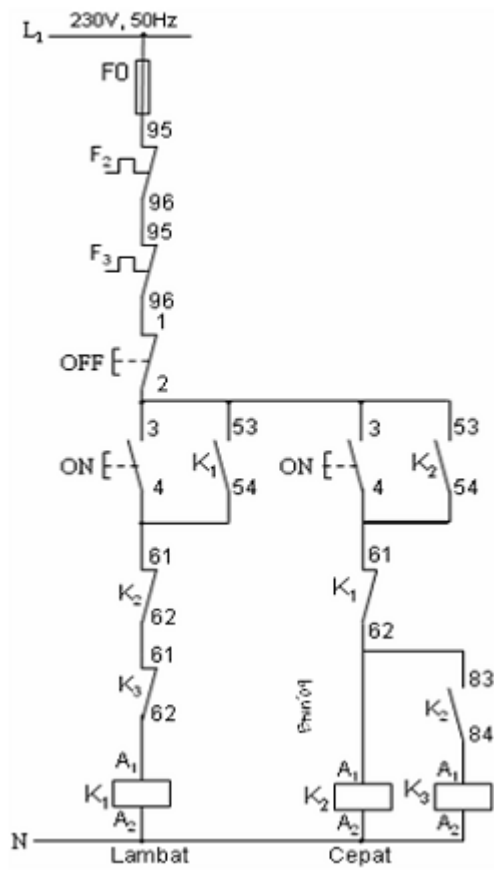 L₁ 230V, 50Hz
F0
95
F₂
96
95
F₃
96
1
OFF
2
3 53 3 53
ON K₁ ON K₂
4 54 4 54
61 61
K₂ K₁
62 62
61
K₃
62
83
K₂
84
A₁ A₁ A₁
K₁ K₂ K₃
A₂ A₂ A₂
N
Lambat Cepat